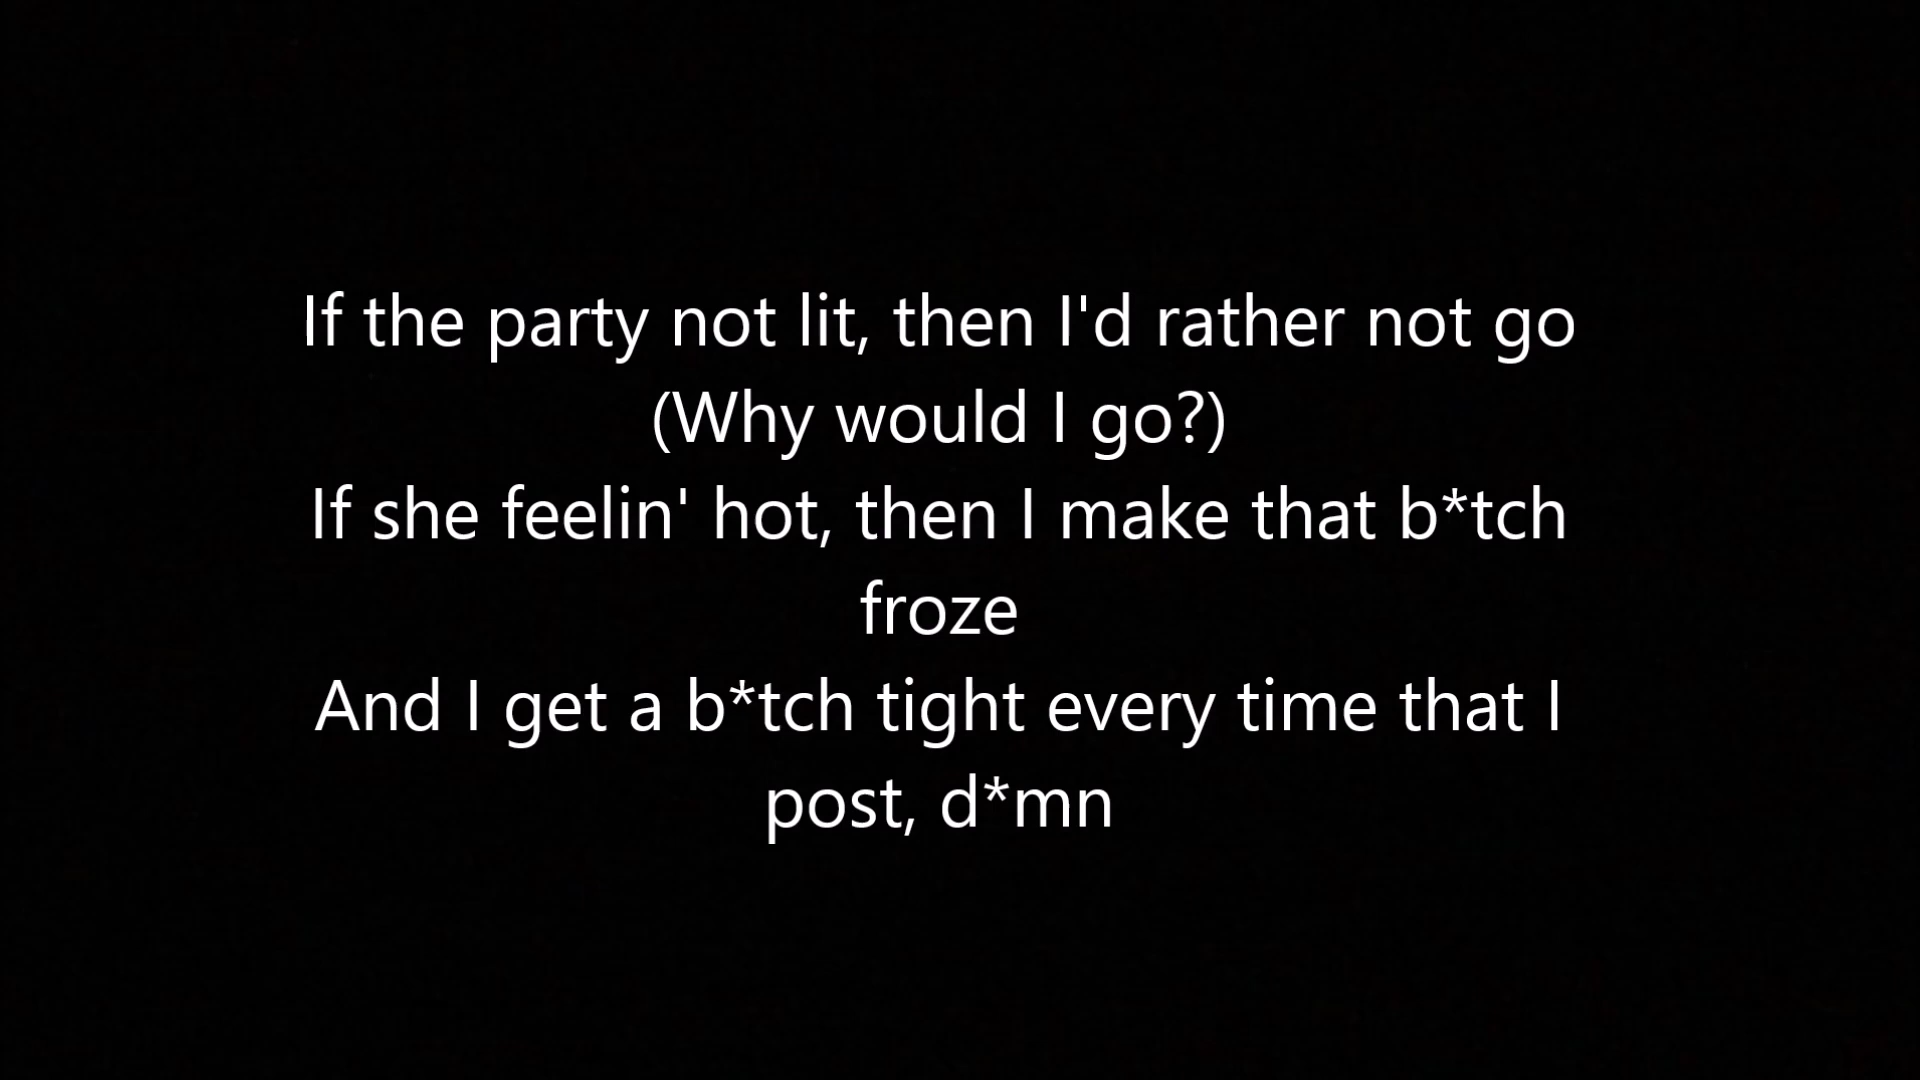 If the party not lit, then I'd rather not go
(Why would I go?)
If she feelin' hot, then I make that b*tch
froze
And I get a b*tch tight every time that I
post, d*mn